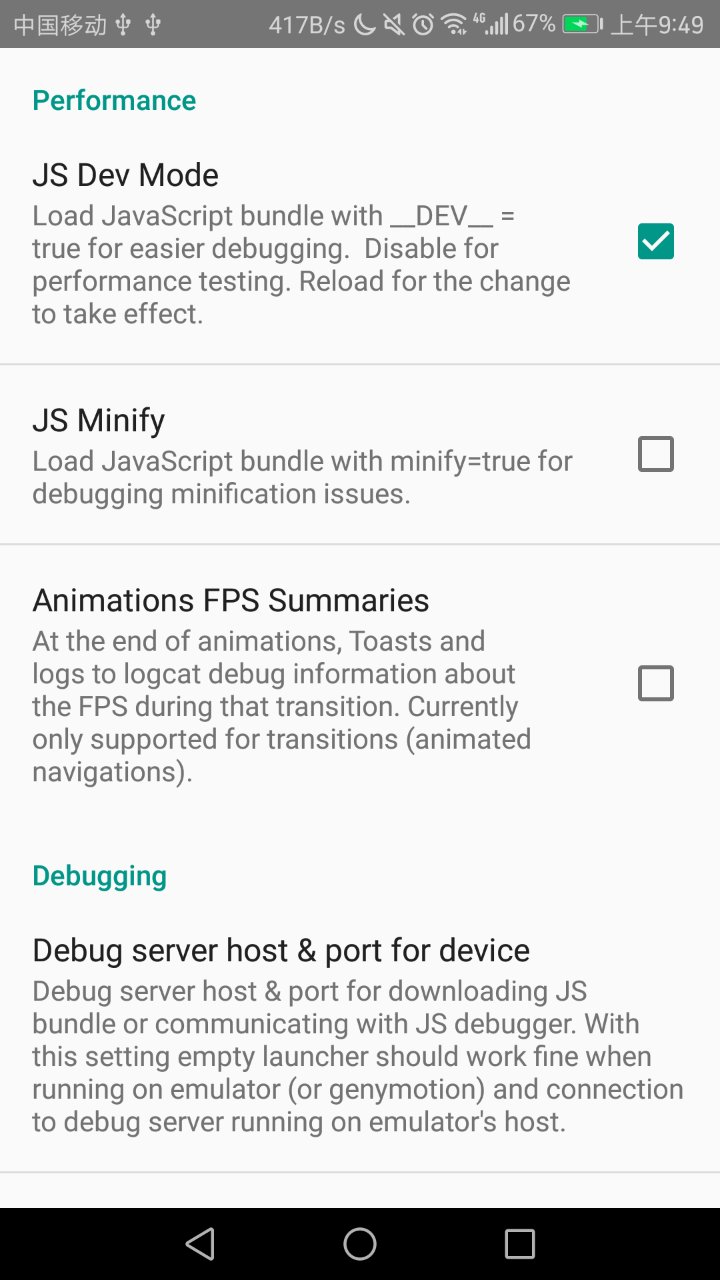 中国移动 417B/s 4G 67% 上午9:49
Performance
JS Dev Mode
Load JavaScript bundle with __DEV__ =
true for easier debugging.  Disable for
performance testing. Reload for the change
to take effect.
JS Minify
Load JavaScript bundle with minify=true for
debugging minification issues.
Animations FPS Summaries
At the end of animations, Toasts and
logs to logcat debug information about
the FPS during that transition. Currently
only supported for transitions (animated
navigations).
Debugging
Debug server host & port for device
Debug server host & port for downloading JS
bundle or communicating with JS debugger. With
this setting empty launcher should work fine when
running on emulator (or genymotion) and connection
to debug server running on emulator's host.